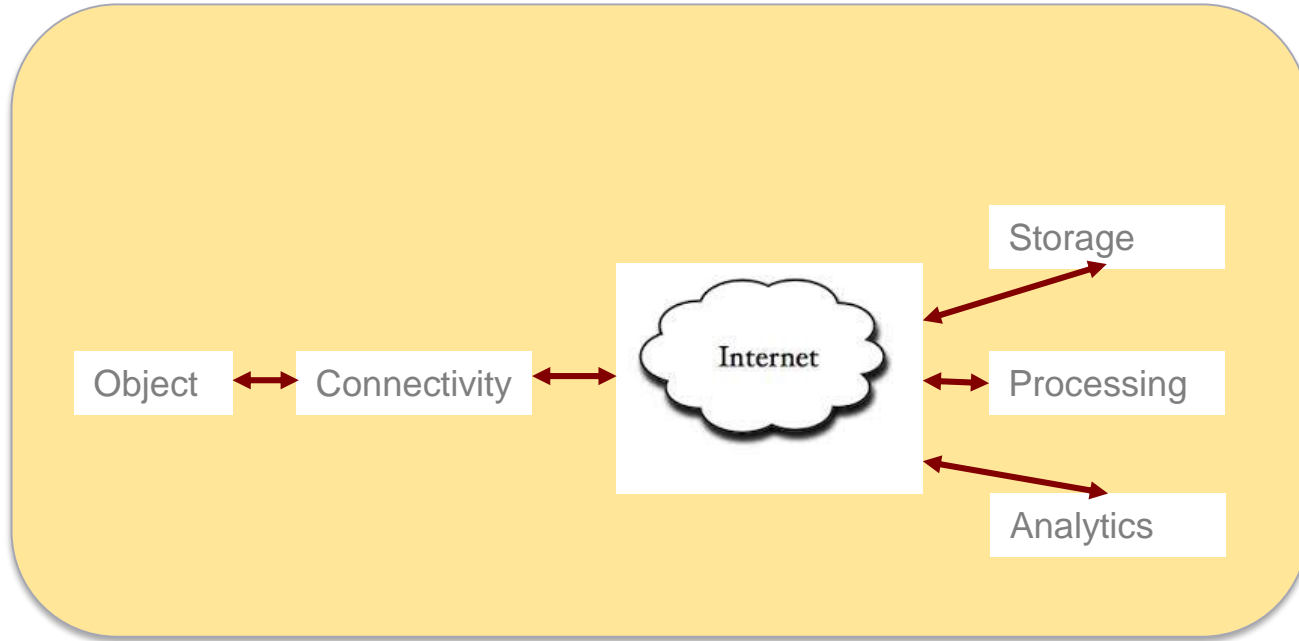 Storage
Internet
Object
Connectivity
Processing
Analytics